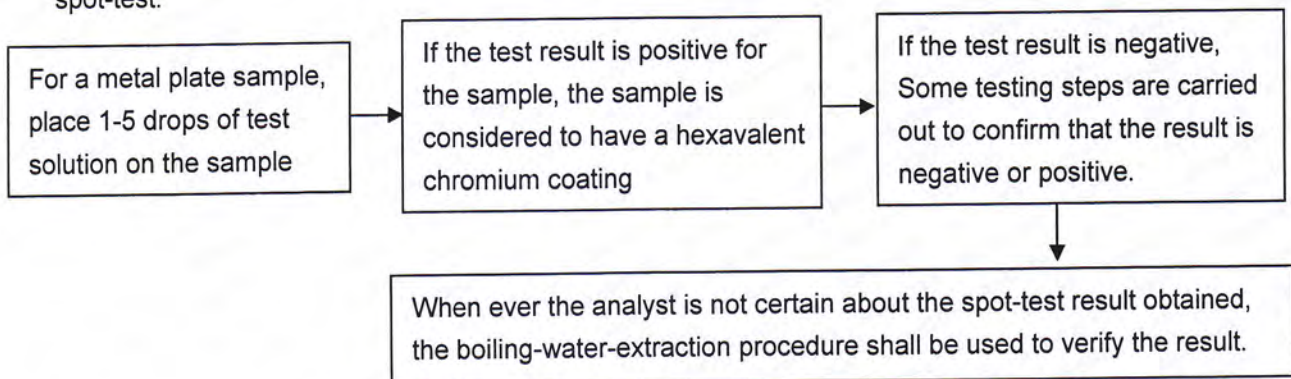 spot-test.
For a metal plate sample,
place 1-5 drops of test
solution on the sample
If the test result is positive for
the sample, the sample is
considered to have a hexavalent
chromium coating
If the test result is negative,
Some testing steps are carried
out to confirm that the result is
negative or positive.
When ever the analyst is not certain about the spot-test result obtained,
the boiling-water-extraction procedure shall be used to verify the result.